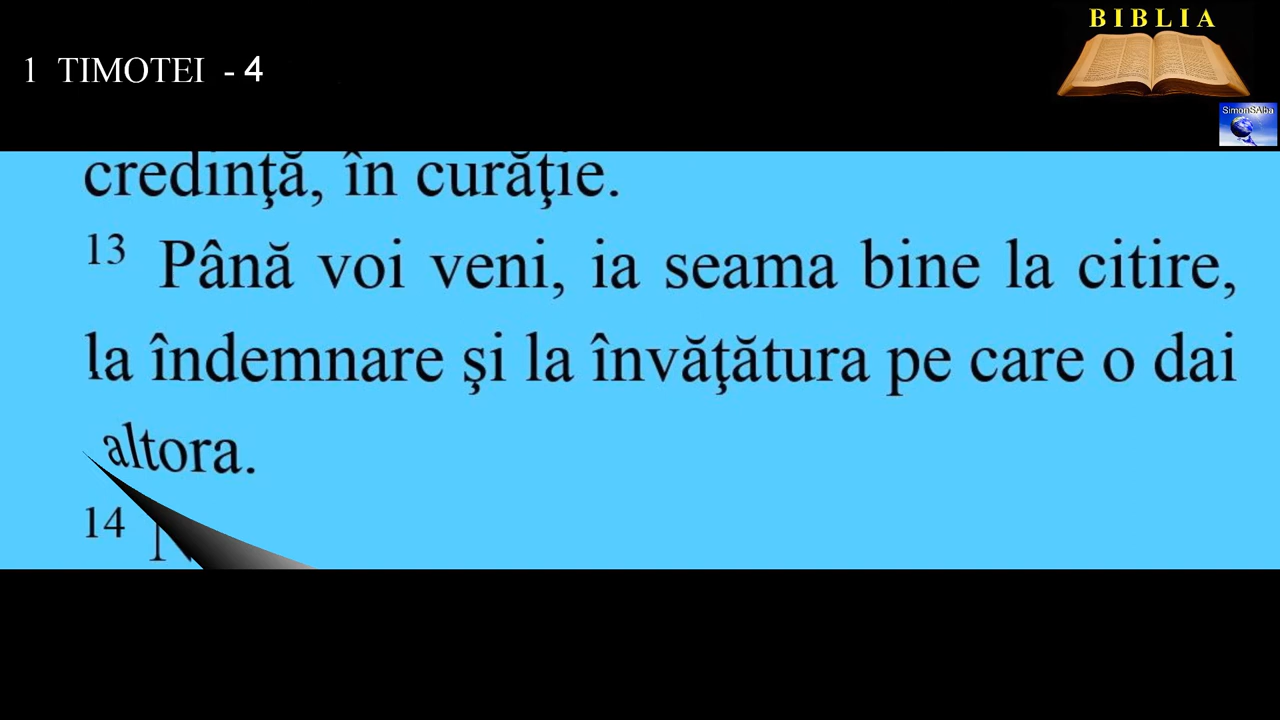 BIBLIA
1 TIMOTEI - 4
SimonSAlba
credinţă, în curăţie.
13 Până voi veni, ia seama bine la citire,
la îndemnare şi la învăţătura pe care o dai
altora.
14